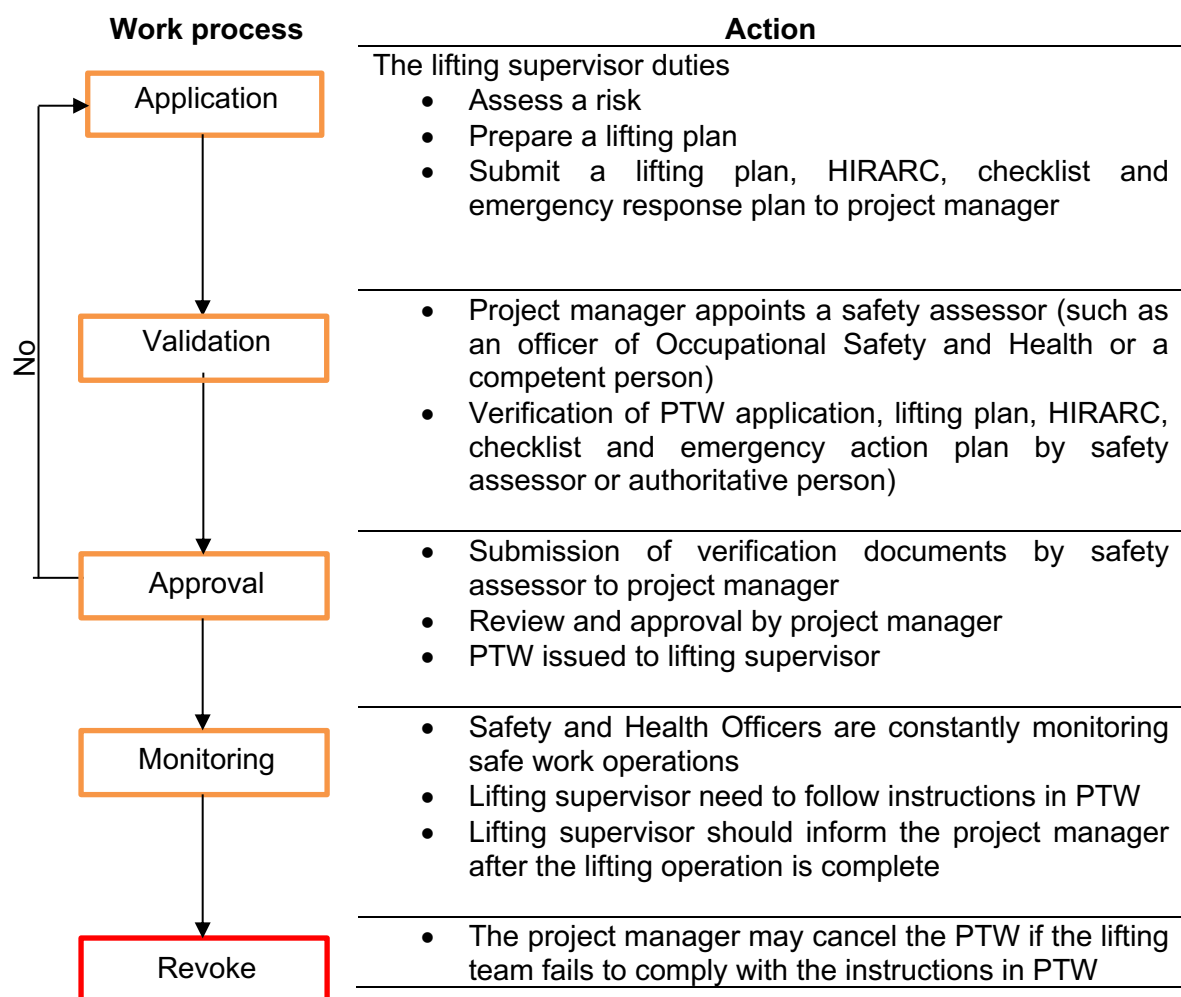 Work process
Action
Application
The lifting supervisor duties
• Assess a risk
• Prepare a lifting plan
• Submit a lifting plan, HIRARC, checklist and
emergency response plan to project manager
No
Validation
• Project manager appoints a safety assessor (such as
an officer of Occupational Safety and Health or a
competent person)
• Verification of PTW application, lifting plan, HIRARC,
checklist and emergency action plan by safety
assessor or authoritative person)
Approval
• Submission of verification documents by safety
assessor to project manager
• Review and approval by project manager
• PTW issued to lifting supervisor
Monitoring
• Safety and Health Officers are constantly monitoring
safe work operations
• Lifting supervisor need to follow instructions in PTW
• Lifting supervisor should inform the project manager
after the lifting operation is complete
Revoke
• The project manager may cancel the PTW if the lifting
team fails to comply with the instructions in PTW